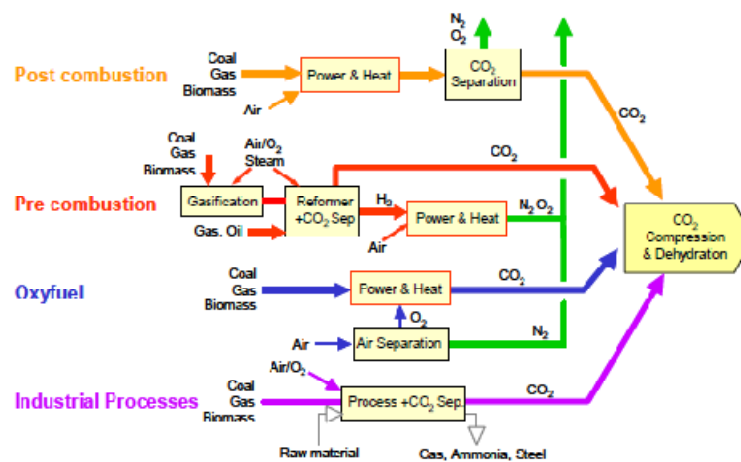 N2
O2
Coal
Gas
Biomass
Post combustion
Power & Heat
CO2
Separation
Air
CO2
Coal
Gas
Biomass
Air/O2
Steam
CO2
Pre combustion
Gasification
Reformer
+CO2 Sep
H2
Power & Heat
N2 O2
Gas. Oil
Air
CO2
Compression
& Dehydration
Oxyfuel
Coal
Gas
Biomass
Power & Heat
CO2
O2
Air
Air Separation
N2
Air/O2
Industrial Processes
Coal
Gas
Biomass
Process +CO2 Sep.
CO2
Raw material
Gas, Ammonia, Steel